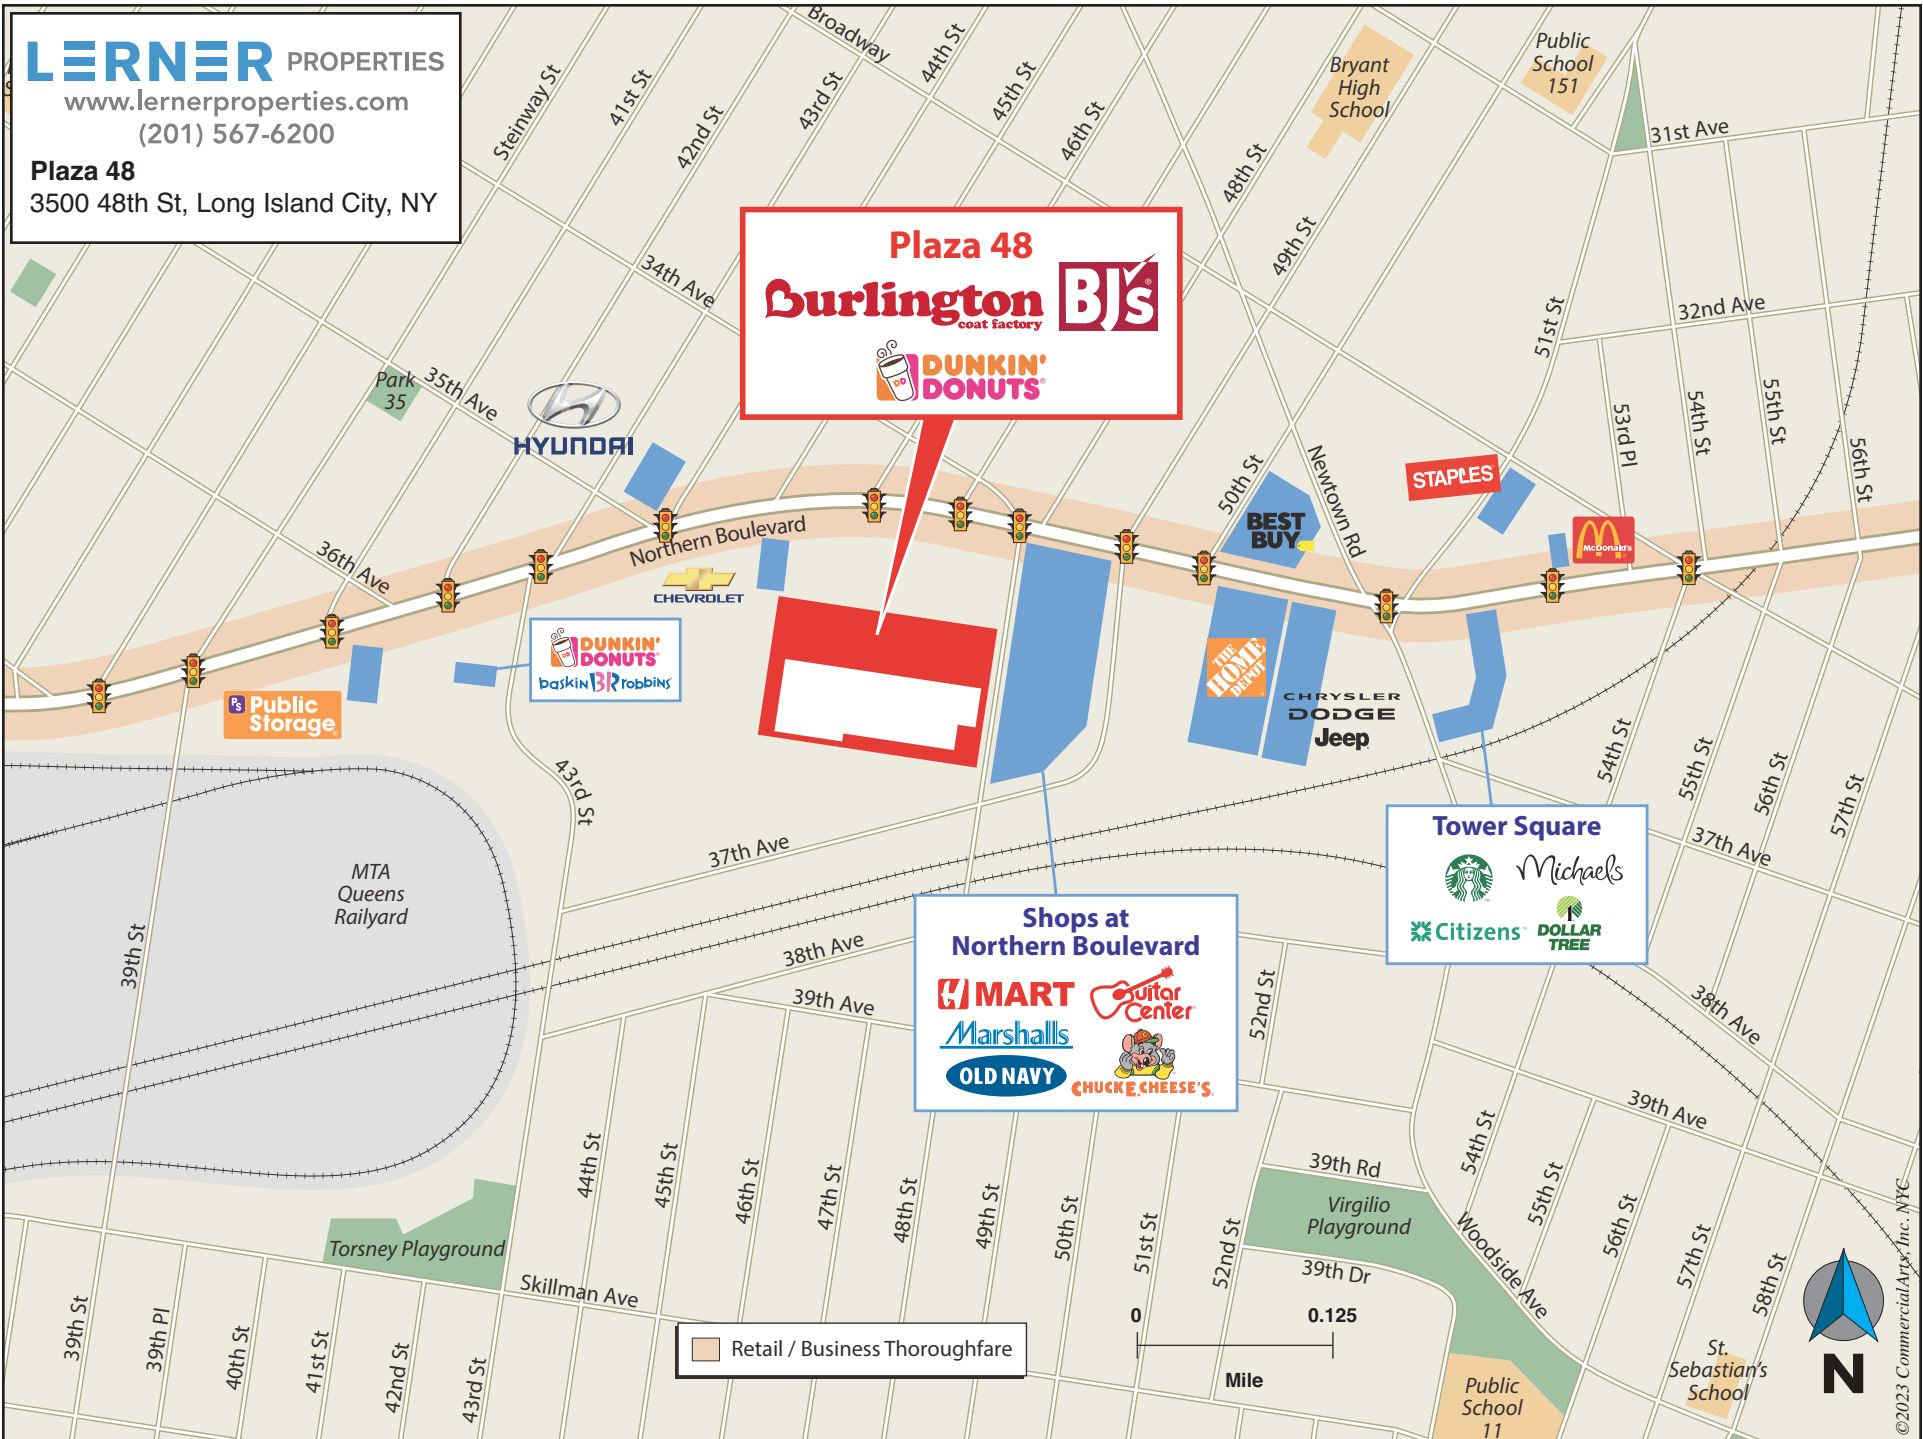 LERNER PROPERTIES
www.lernerproperties.com
(201) 567-6200
Plaza 48
3500 48th St, Long Island City, NY
Broadway
Steinway St
41st St
42nd St
43rd St
44th St
45th St
46th St
48th St
49th St
Bryant
High
School
Public
School
151
31st Ave
32nd Ave
51st St
53rd Pl
54th St
55th St
56th St
34th Ave
Park
35
35th Ave
36th Ave
HYUNDAI
Plaza 48
Burlington
coat factory
BJ's
DUNKIN'
DONUTS
DD
Northern Boulevard
CHEVROLET
50th St
BEST
BUY
Newtown Rd
STAPLES
McDonald's
PS
Public
Storage
DUNKIN'
DONUTS
baskin BR robbins
DD
THE
HOME
DEPOT
CHRYSLER
DODGE
Jeep
43rd St
37th Ave
38th Ave
39th Ave
MTA
Queens
Railyard
39th St
54th St
55th St
56th St
57th St
37th Ave
38th Ave
39th Ave
Tower Square
Michaels
Citizens
DOLLAR
TREE
Shops at
Northern Boulevard
H MART
Guitar
Center
Marshalls
OLD NAVY
CHUCK E. CHEESE'S
52nd St
44th St
45th St
46th St
47th St
48th St
49th St
50th St
51st St
52nd St
39th Rd
Virgilio
Playground
39th Dr
Woodside Ave
54th St
55th St
56th St
57th St
58th St
Torsney Playground
Skillman Ave
39th St
39th Pl
40th St
41st St
42nd St
43rd St
Retail / Business Thoroughfare
0
0.125
Mile
Public
School
11
St.
Sebastian's
School
N
©2023 CommercialArts, Inc. NYC